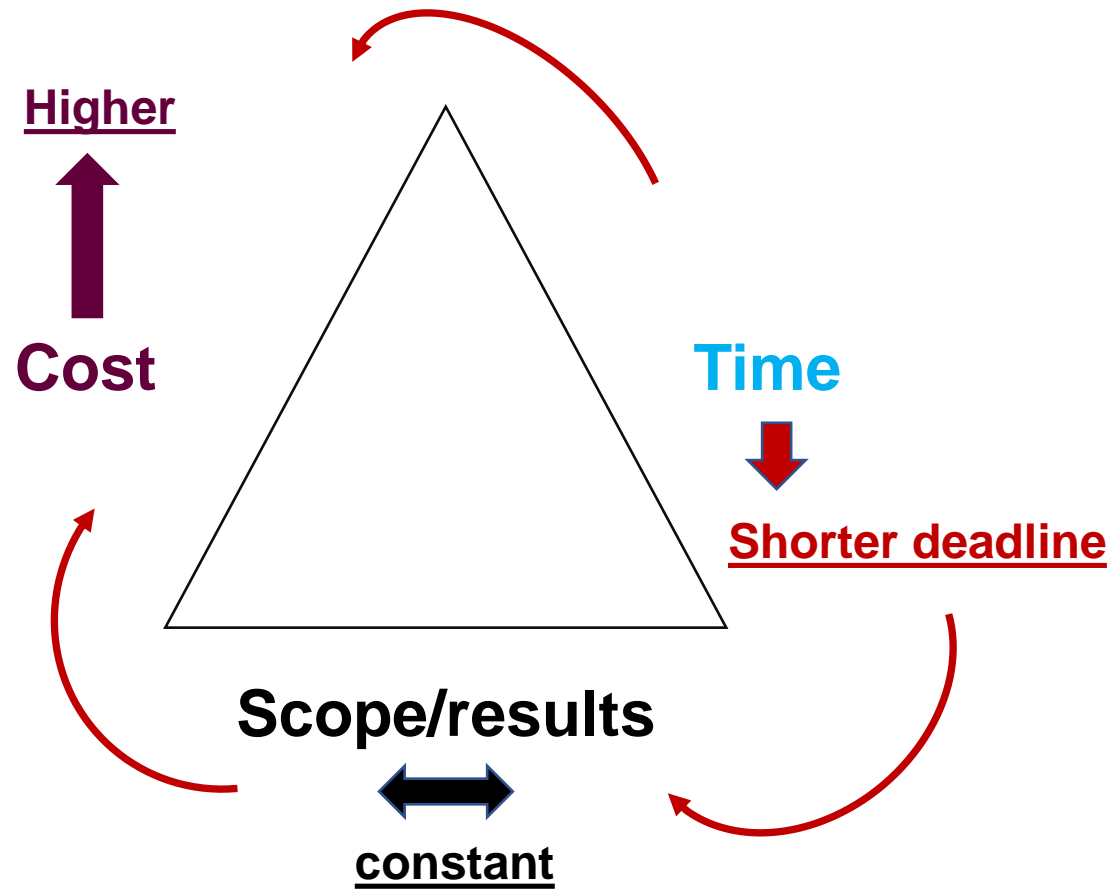 Higher
Cost
Time
Shorter deadline
Scope/results
constant